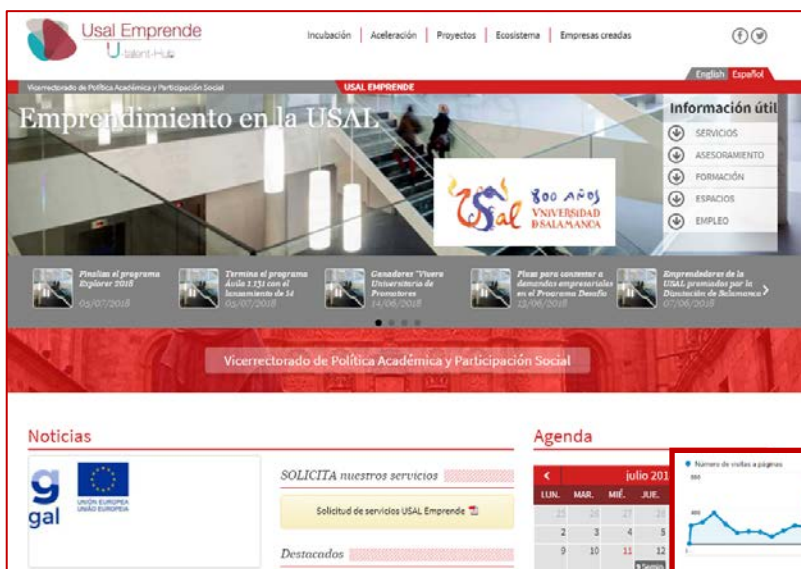 Usal Emprende
U-talent-Hub
Incubación | Aceleración | Proyectos | Ecosistema | Empresas creadas
English Español
Vicerrectorado de Política Académica y Participación Social
USAL EMPRENDE
Emprendimiento en la USAL
Información útil
SERVICIOS
ASESORAMIENTO
FORMACIÓN
ESPACIOS
EMPLEO
Usal
800 AÑOS
VNIVERSIDAD
D SALAMANCA
Finaliza el programa
Explorer 2018
05/07/2018
Termina el programa
Ávila 1.131 con el
lanzamiento de 14
05/07/2018
Ganadores "Vivero
Universitario de
Promotores
14/06/2018
Plazo para contestar a
demandas empresariales
en el Programa Desafío
13/06/2018
Emprendedores de la
USAL premiados por la
Diputación de Salamanca
07/06/2018
Vicerrectorado de Política Académica y Participación Social
Noticias
g
gal
UNIÓN EUROPEA
UNIÃO EUROPEIA
SOLICITA nuestros servicios
Solicitud de servicios USAL Emprende
Destacados
Agenda
julio 201
LUN. MAR. MIÉ. JUE.
25 26 27 28
2 3 4 5
9 10 11 12
Número de visitas a páginas